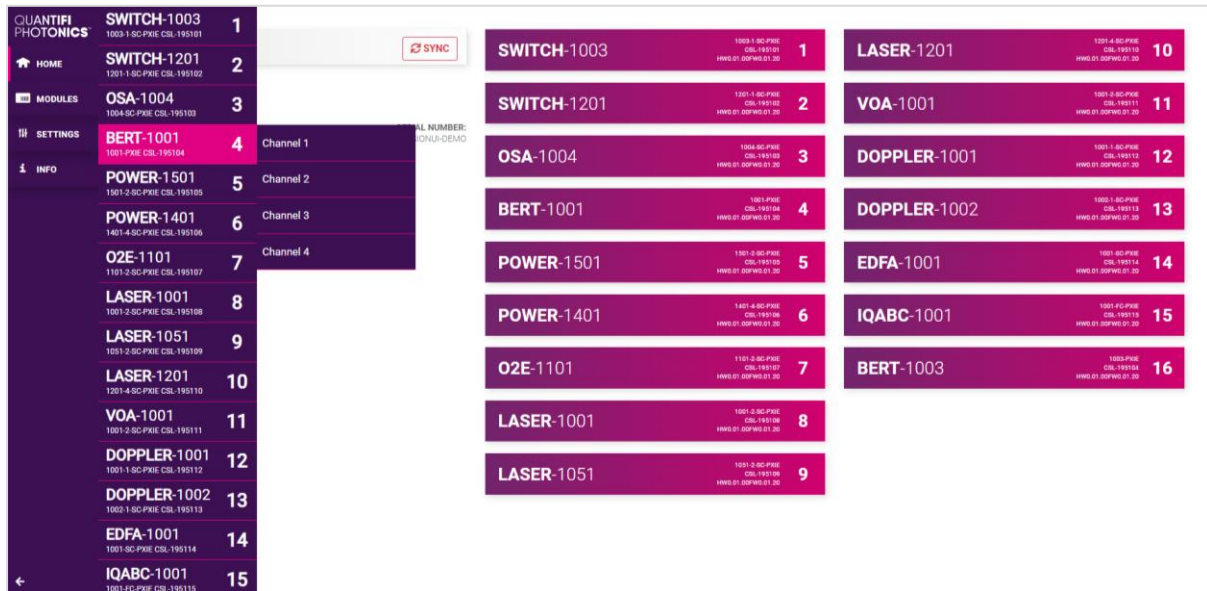 QUANTIFI
PHOTONICS™
HOME
MODULES
SETTINGS
INFO
SWITCH-1003
1003-1-SC-PXIE CSL-195101
1
SWITCH-1201
1201-1-SC-PXIE CSL-195102
2
OSA-1004
1004-SC-PXIE CSL-195103
3
BERT-1001
1001-PXIE CSL-195104
4
POWER-1501
1501-2-SC-PXIE CSL-195105
5
POWER-1401
1401-4-SC-PXIE CSL-195106
6
O2E-1101
1101-2-SC-PXIE CSL-195107
7
LASER-1001
1001-2-SC-PXIE CSL-195108
8
LASER-1051
1051-2-SC-PXIE CSL-195109
9
LASER-1201
1201-4-SC-PXIE CSL-195110
10
VOA-1001
1001-2-SC-PXIE CSL-195111
11
DOPPLER-1001
1001-1-SC-PXIE CSL-195112
12
DOPPLER-1002
1002-1-SC-PXIE CSL-195113
13
EDFA-1001
1001-SC-PXIE CSL-195114
14
IQABC-1001
1001-FC-PXIE CSL-195115
15
Channel 1
Channel 2
Channel 3
Channel 4
SYNC
AL NUMBER:
IONUI-DEMO
SWITCH-1003
1003-1-SC-PXIE
CSL-195101
HW0.01.00FW0.01.20
1
SWITCH-1201
1201-1-SC-PXIE
CSL-195102
HW0.01.00FW0.01.20
2
OSA-1004
1004-SC-PXIE
CSL-195103
HW0.01.00FW0.01.20
3
BERT-1001
1001-PXIE
CSL-195104
HW0.01.00FW0.01.20
4
POWER-1501
1501-2-SC-PXIE
CSL-195105
HW0.01.00FW0.01.20
5
POWER-1401
1401-4-SC-PXIE
CSL-195106
HW0.01.00FW0.01.20
6
O2E-1101
1101-2-SC-PXIE
CSL-195107
HW0.01.00FW0.01.20
7
LASER-1001
1001-2-SC-PXIE
CSL-195108
HW0.01.00FW0.01.20
8
LASER-1051
1051-2-SC-PXIE
CSL-195109
HW0.01.00FW0.01.20
9
LASER-1201
1201-4-SC-PXIE
CSL-195110
HW0.01.00FW0.01.20
10
VOA-1001
1001-2-SC-PXIE
CSL-195111
HW0.01.00FW0.01.20
11
DOPPLER-1001
1001-1-SC-PXIE
CSL-195112
HW0.01.00FW0.01.20
12
DOPPLER-1002
1002-1-SC-PXIE
CSL-195113
HW0.01.00FW0.01.20
13
EDFA-1001
1001-SC-PXIE
CSL-195114
HW0.01.00FW0.01.20
14
IQABC-1001
1001-FC-PXIE
CSL-195115
HW0.01.00FW0.01.20
15
BERT-1003
1003-PXIE
CSL-195104
HW0.01.00FW0.01.20
16